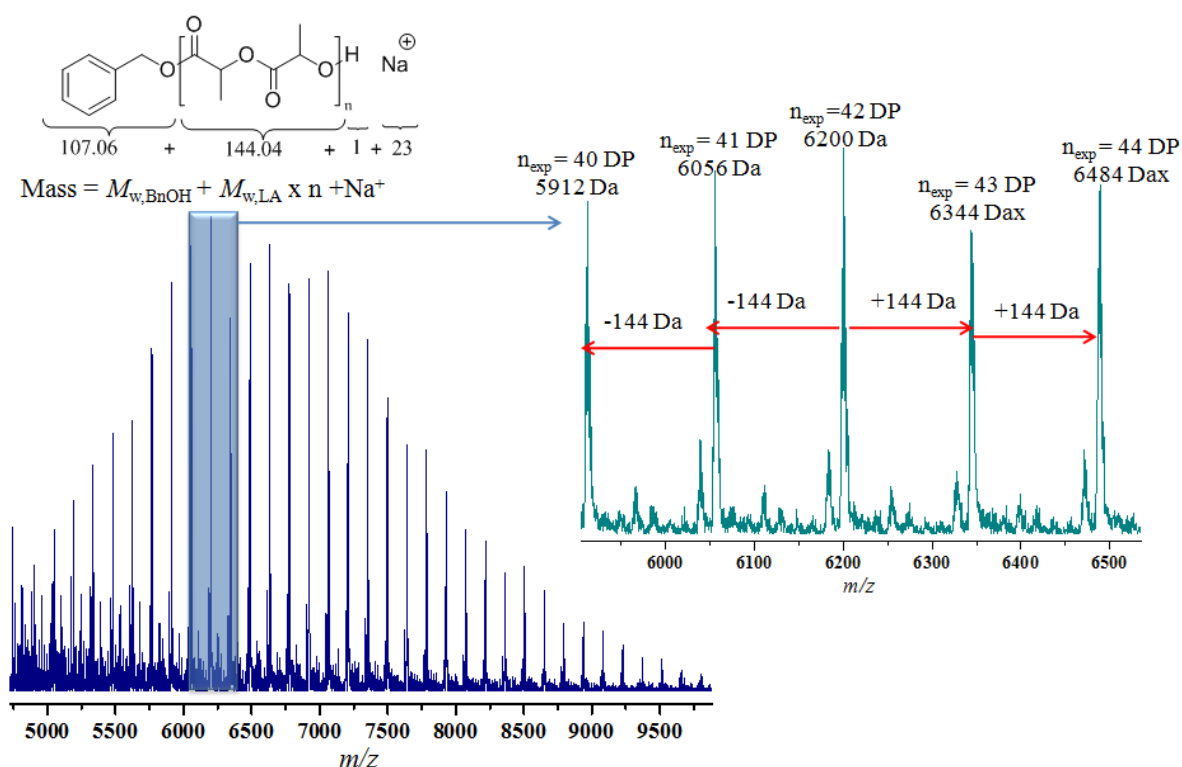 O
O
O
O
O
H
Na
⊕
n
107.06 + 144.04 + 1 + 23
Mass = Mw,BnOH + Mw,LA x n +Na+
nexp = 40 DP
5912 Da
nexp = 41 DP
6056 Da
nexp =42 DP
6200 Da
nexp = 43 DP
6344 Dax
nexp = 44 DP
6484 Dax
-144 Da
-144 Da
+144 Da
+144 Da
6000 6100 6200 6300 6400 6500
m/z
5000 5500 6000 6500 7000 7500 8000 8500 9000 9500
m/z